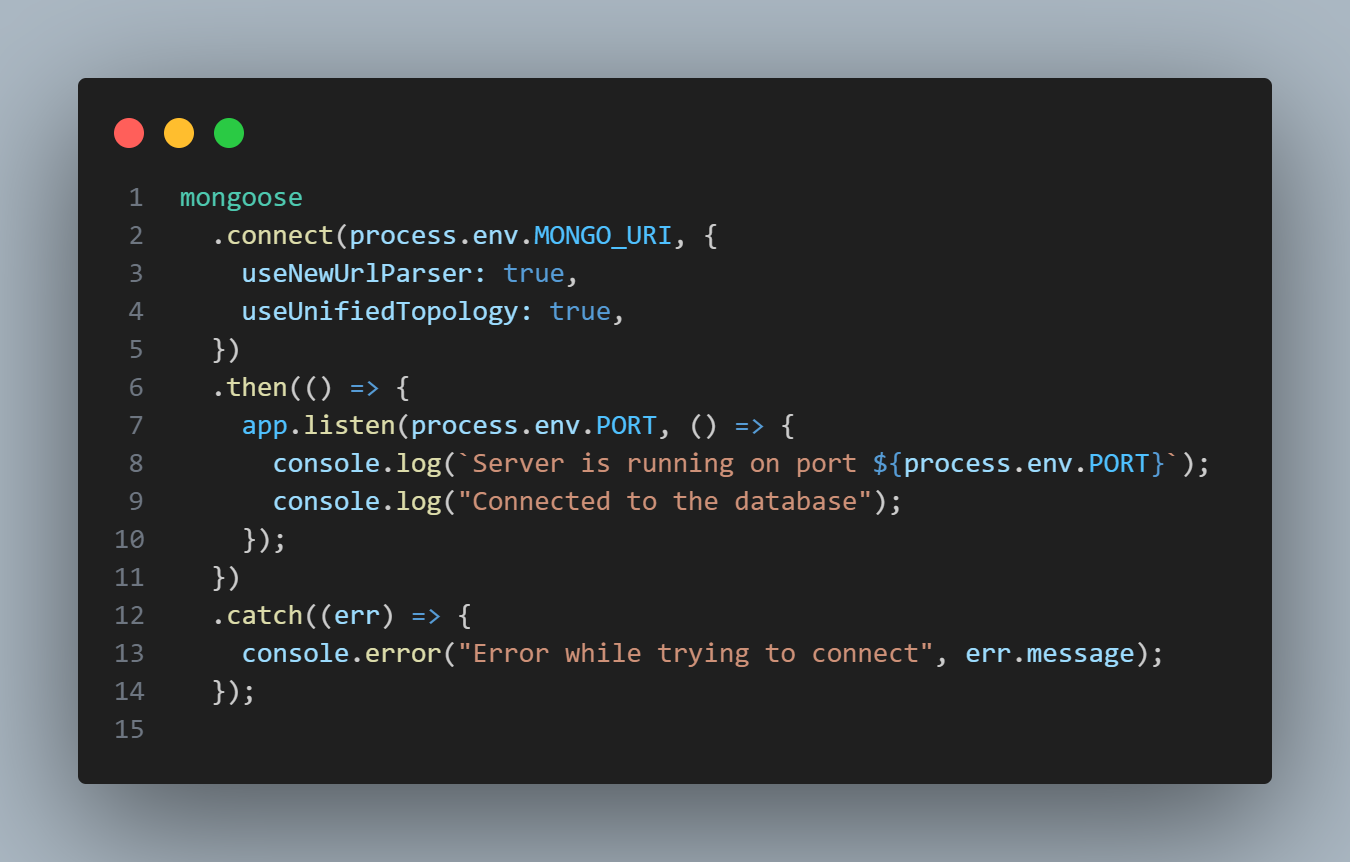 1 mongoose
2   .connect(process.env.MONGO_URI, {
3     useNewUrlParser: true,
4     useUnifiedTopology: true,
5   })
6   .then(() => {
7     app.listen(process.env.PORT, () => {
8       console.log(`Server is running on port ${process.env.PORT}`);
9       console.log("Connected to the database");
10     });
11   })
12   .catch((err) => {
13     console.error("Error while trying to connect", err.message);
14   });
15